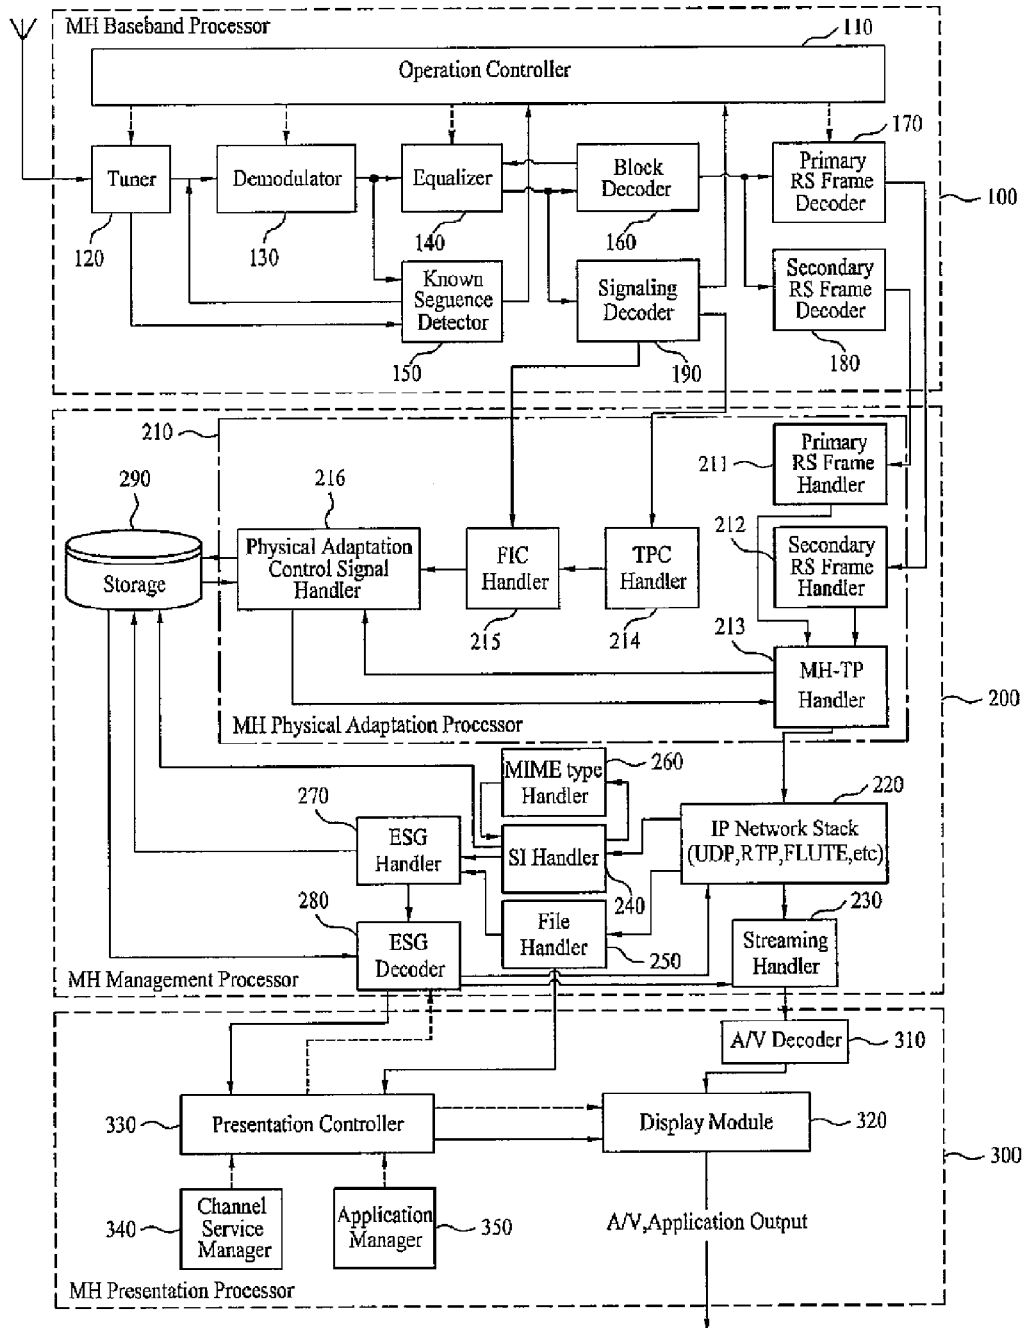 MH Baseband Processor
110
Operation Controller
170
Tuner
Demodulator
Equalizer
Block
Decoder
Primary
RS Frame
Decoder
100
120
130
140
160
Known
Seguence
Detector
Signaling
Decoder
Secondary
RS Frame
Decoder
150
190
180
210
Primary
RS Frame
Handler
211
290
216
212
Storage
Physical Adaptation
Control Signal
Handler
FIC
Handler
TPC
Handler
Secondary
RS Frame
Handler
215
214
213
MH-TP
Handler
200
MH Physical Adaptation Processor
MIME type
Handler
260
220
270
ESG
Handler
SI Handler
IP Network Stack
(UDP,RTP,FLUTE,etc)
240
280
230
ESG
Decoder
File
Handler
250
Streaming
Handler
MH Management Processor
A/V Decoder
310
330
Presentation Controller
Display Module
320
300
340
Channel
Service
Manager
Application
Manager
350
A/V,Application Output
MH Presentation Processor